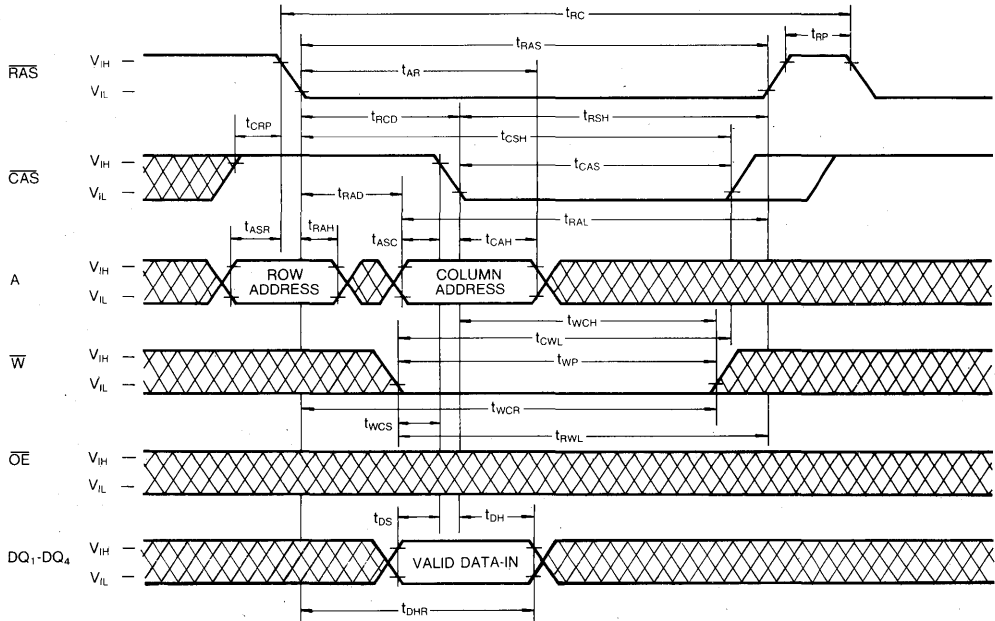 tRC
tRAS
tRP
RAS
VIH
VIL
tAR
tRCD
tRSH
tCRP
tCSH
CAS
VIH
VIL
tCAS
tRAD
tRAL
tASR
tRAH
tASC
tCAH
A
VIH
VIL
ROW
ADDRESS
COLUMN
ADDRESS
tWCH
tCWL
W
VIH
VIL
tWP
tWCR
tWCS
tRWL
OE
VIH
VIL
tDS
tDH
DQ1-DQ4
VIH
VIL
VALID DATA-IN
tDHR